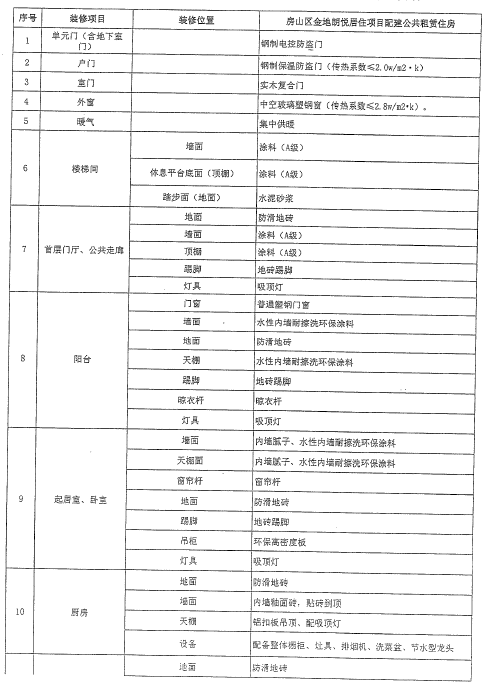 序号 装修项目 装修位置 房山区金地朗悦居住项目配建公共租赁住房
1 单元门（含地下室门） 钢制电控防盗门
2 户门 钢制保温防盗门（传热系数≤2.0w/m2·k）
3 室门 实木复合门
4 外窗 中空玻璃塑钢窗（传热系数≤2.8w/m2·k）。
5 暖气 集中供暖
6 楼梯间 墙面 涂料（A级）
休息平台底面（顶棚） 涂料（A级）
踏步面（地面） 水泥砂浆
7 首层门厅、公共走廊 地面 防滑地砖
墙面 涂料（A级）
顶棚 涂料（A级）
踢脚 地砖踢脚
灯具 吸顶灯
8 阳台 门窗 普通塑钢门窗
墙面 水性内墙耐擦洗环保涂料
地面 防滑地砖
天棚 水性内墙耐擦洗环保涂料
踢脚 地砖踢脚
晾衣杆 晾衣杆
灯具 吸顶灯
9 起居室、卧室 墙面 内墙腻子、水性内墙耐擦洗环保涂料
天棚面 内墙腻子、水性内墙耐擦洗环保涂料
窗帘杆 窗帘杆
地面 防滑地砖
踢脚 地砖踢脚
吊柜 环保高密度板
灯具 吸顶灯
10 厨房 地面 防滑地砖
墙面 内墙釉面砖，贴砖到顶
天棚 铝扣板吊顶、配吸顶灯
设备 配备整体橱柜、灶具、排烟机、洗菜盆、节水型龙头
地面 防滑地砖